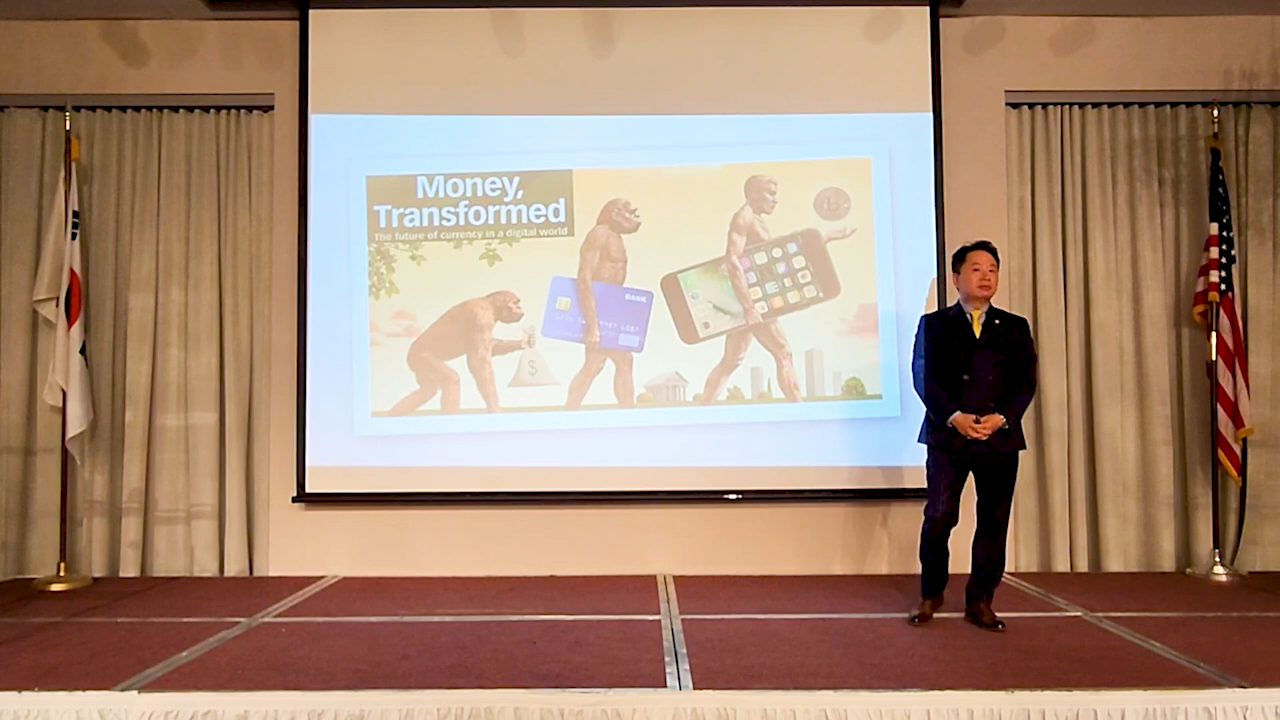 Money,
Transformed
The future of currency in a digital world
BANK
$